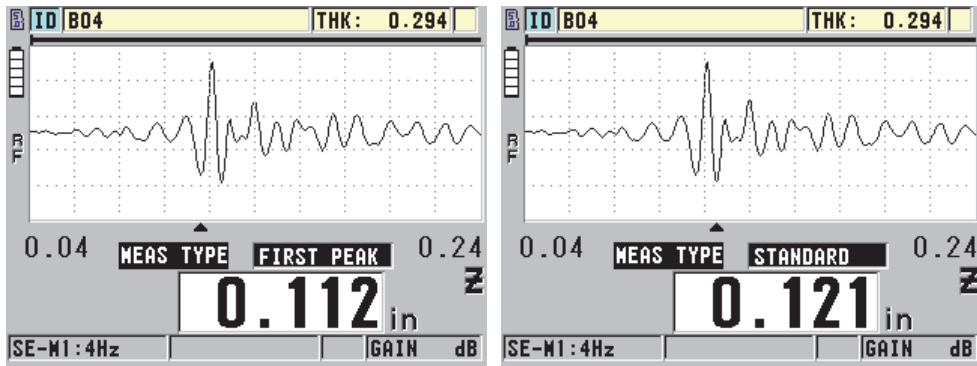 ID B04 THK: 0.294
RF
0.04 MEAS TYPE FIRST PEAK 0.24
0.112 in
SE-M1:4Hz GAIN dB
ID B04 THK: 0.294
RF
0.04 MEAS TYPE STANDARD 0.24
0.121 in
SE-M1:4Hz GAIN dB